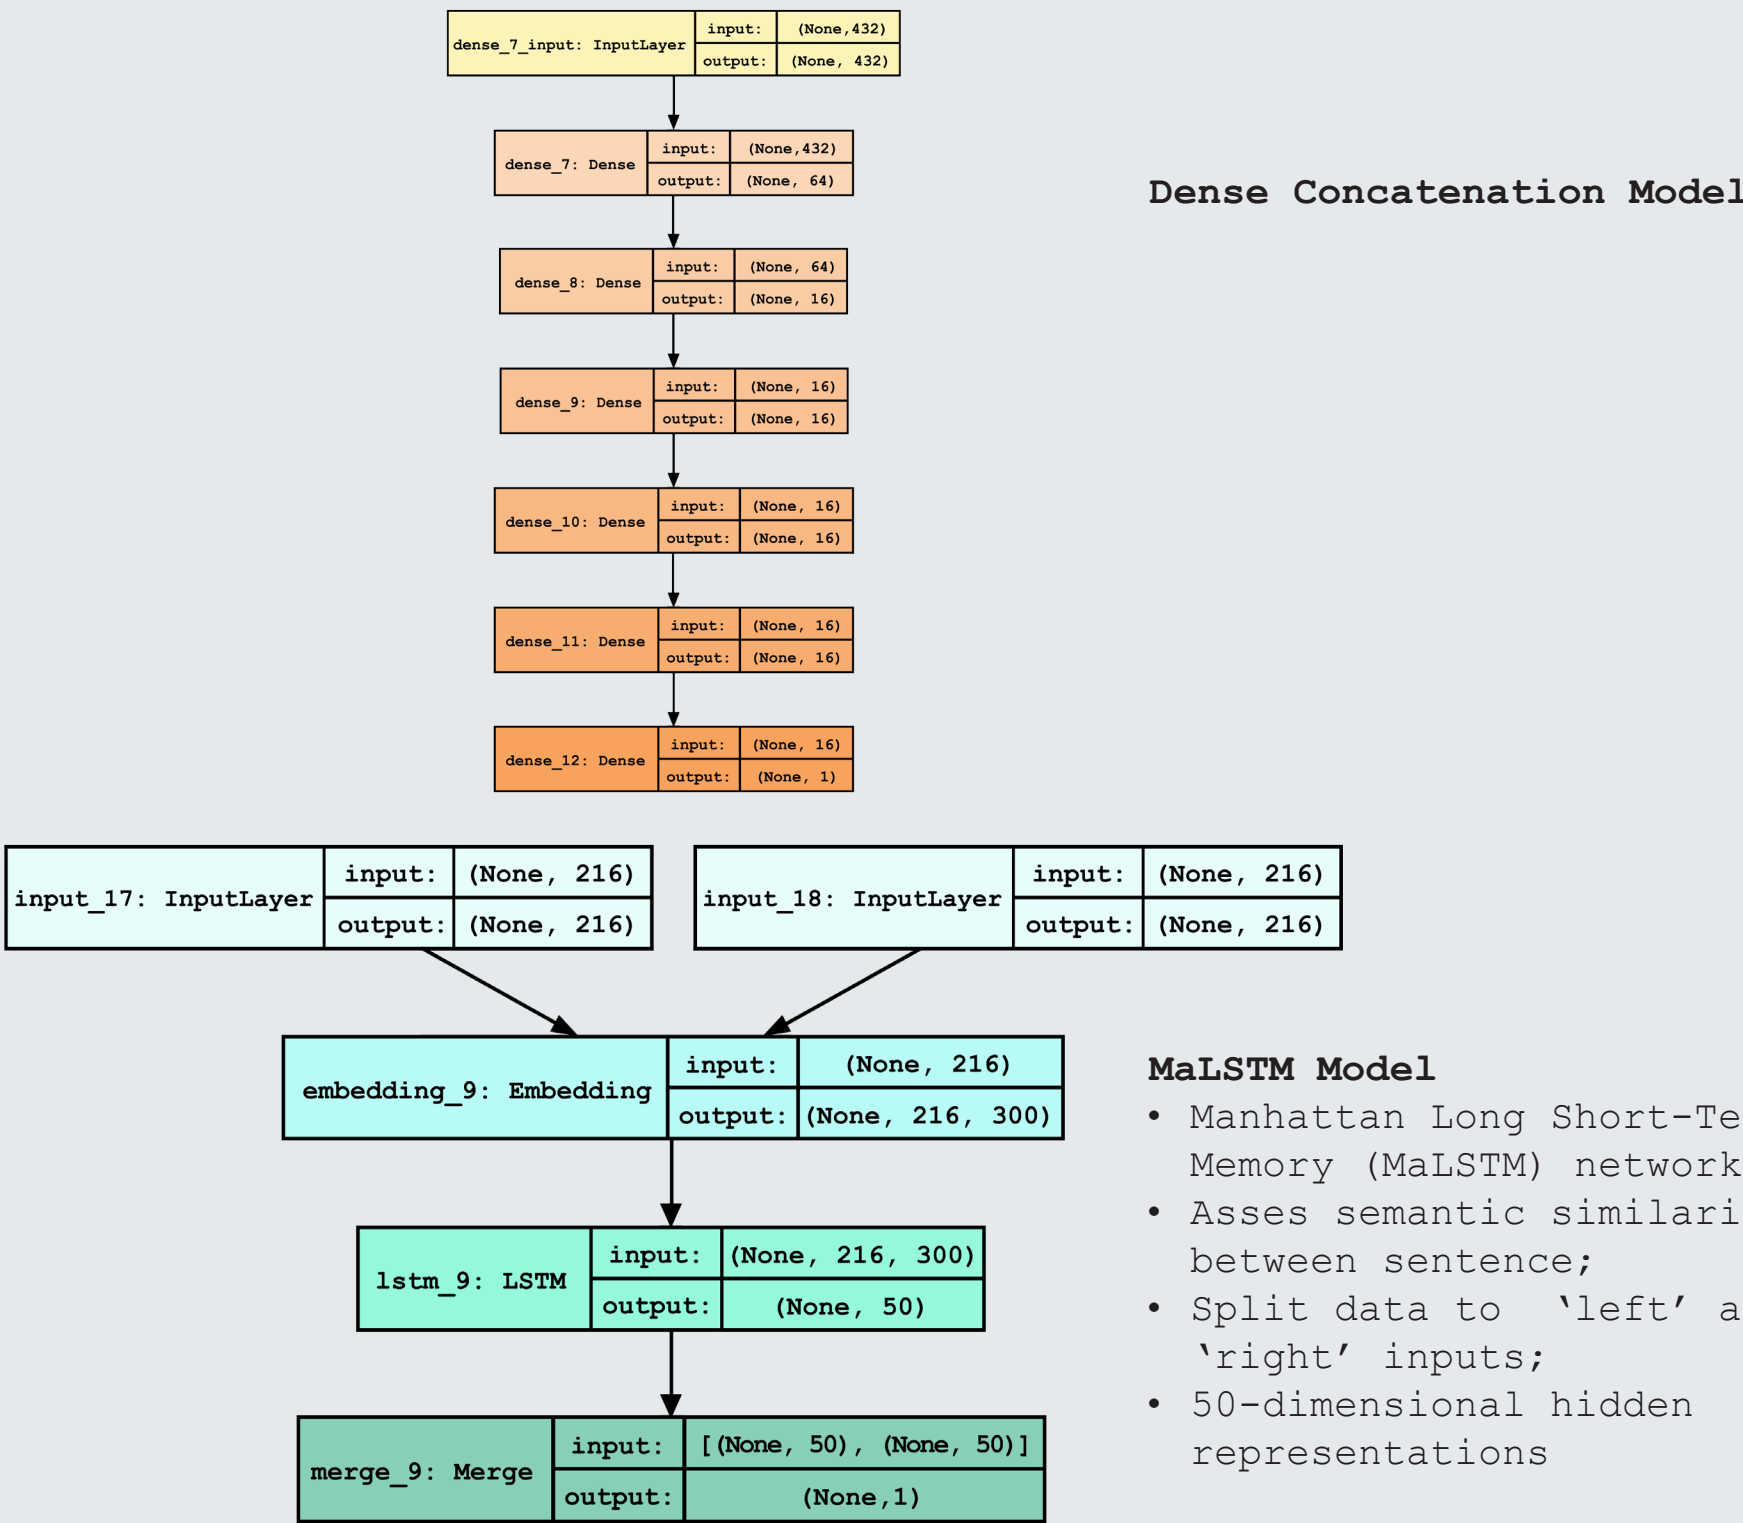 dense_7_input: InputLayer input: (None,432)
output: (None, 432)
dense_7: Dense input: (None,432)
output: (None, 64)
Dense Concatenation Model
dense_8: Dense input: (None, 64)
output: (None, 16)
dense_9: Dense input: (None, 16)
output: (None, 16)
dense_10: Dense input: (None, 16)
output: (None, 16)
dense_11: Dense input: (None, 16)
output: (None, 16)
dense_12: Dense input: (None, 16)
output: (None, 1)
input_17: InputLayer input: (None, 216)
output: (None, 216)
input_18: InputLayer input: (None, 216)
output: (None, 216)
embedding_9: Embedding input: (None, 216)
output: (None, 216, 300)
lstm_9: LSTM input: (None, 216, 300)
output: (None, 50)
merge_9: Merge input: [(None, 50), (None, 50)]
output: (None,1)
MaLSTM Model
• Manhattan Long Short-Te
Memory (MaLSTM) network
• Asses semantic similari
between sentence;
• Split data to ‘left’ a
‘right’ inputs;
• 50-dimensional hidden
representations